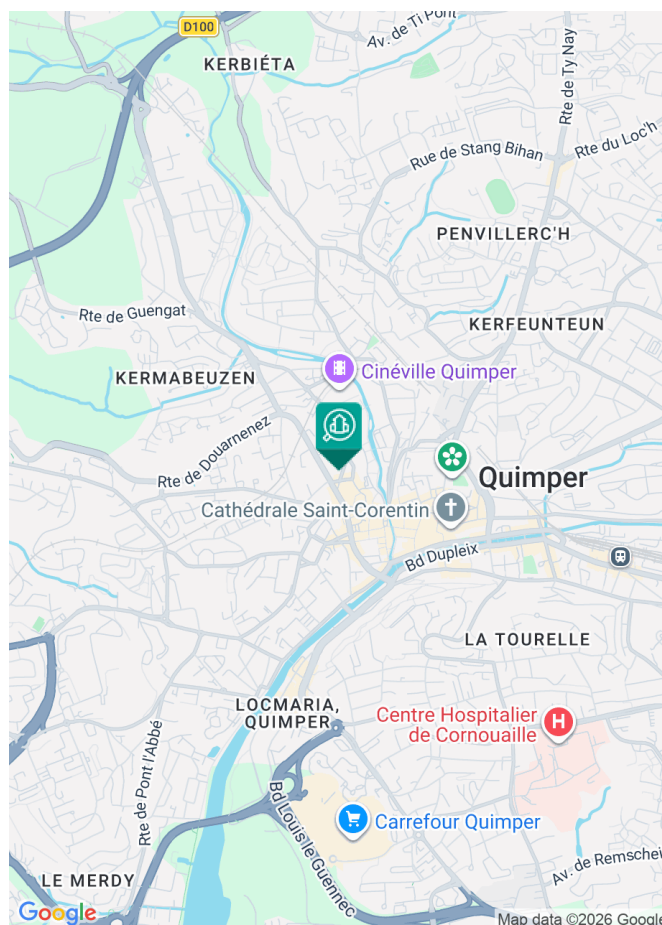 D100
Av. de Ti Pont
KERBIÉTA
Rte de Ty Nay
Rte du Loc'h
Rue de Stang Bihan
PENVILLERC'H
Rte de Guengat
KERFEUNTEUN
Cinéville Quimper
KERMABEUZEN
Rte de Douarnenez
Quimper
Cathédrale Saint-Corentin
Bd Dupleix
LA TOURELLE
LOCMARIA,
QUIMPER
Centre Hospitalier
de Cornouaille
H
Rte de Pont l'Abbé
Bd Louis le Guennec
Carrefour Quimper
Av. de Remschei
LE MERDY
Google
Map data ©2026 Google